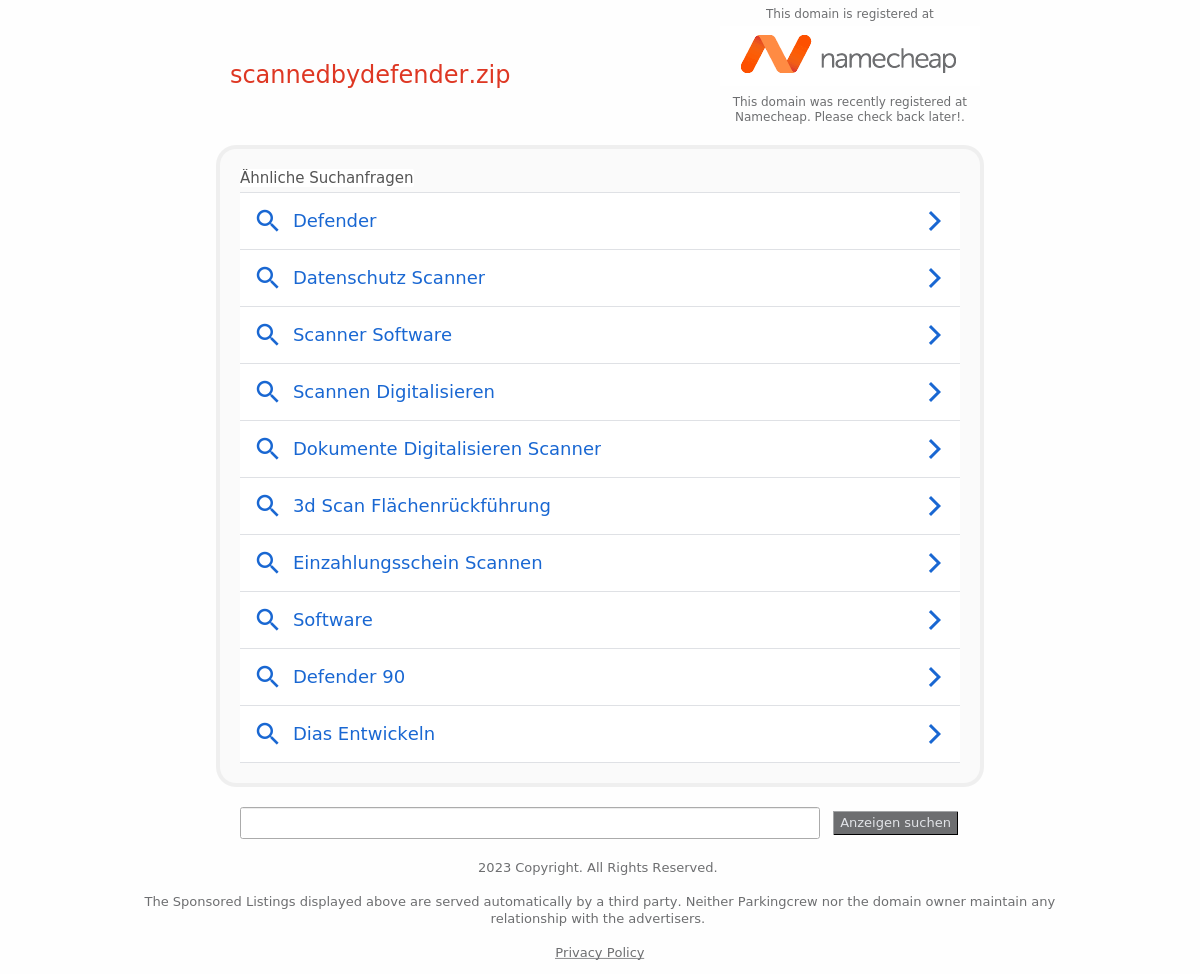 This domain is registered at
namecheap
scannedbydefender.zip
This domain was recently registered at
Namecheap. Please check back later!.
Ähnliche Suchanfragen
Defender
Datenschutz Scanner
Scanner Software
Scannen Digitalisieren
Dokumente Digitalisieren Scanner
3d Scan Flächenrückführung
Einzahlungsschein Scannen
Software
Defender 90
Dias Entwickeln
Anzeigen suchen
2023 Copyright. All Rights Reserved.
The Sponsored Listings displayed above are served automatically by a third party. Neither Parkingcrew nor the domain owner maintain any
relationship with the advertisers.
Privacy Policy